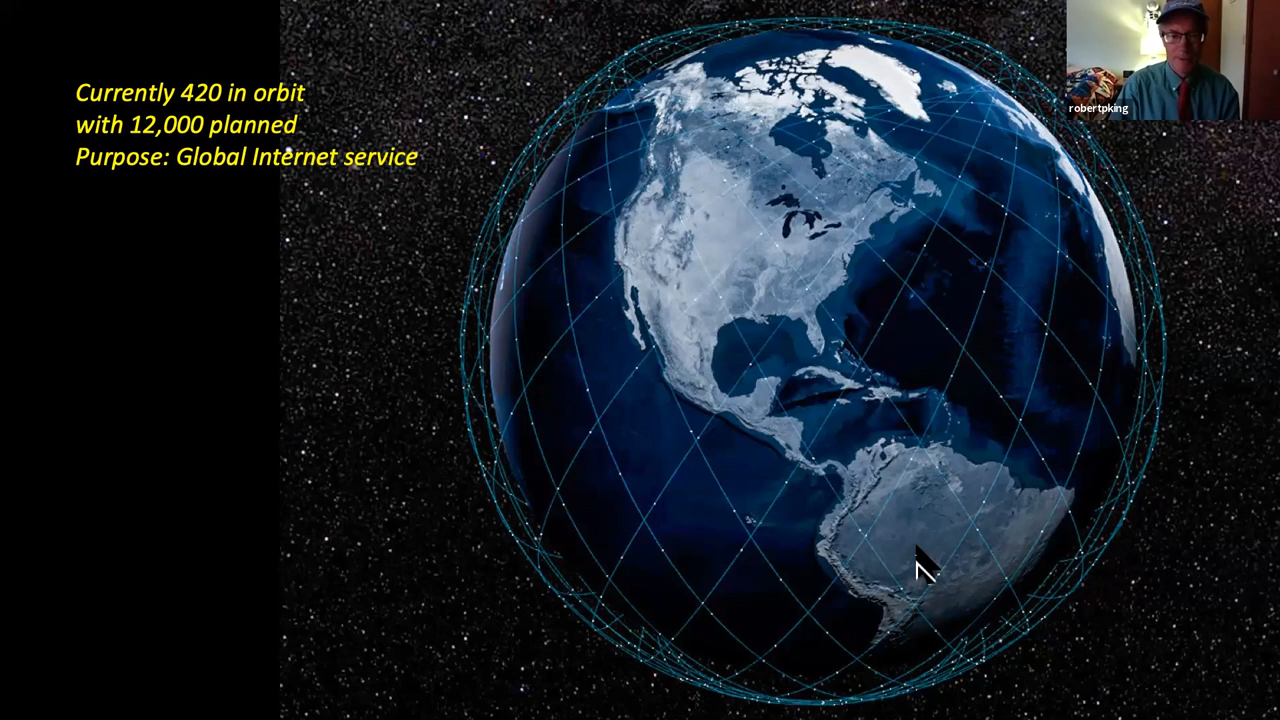 Currently 420 in orbit
with 12,000 planned
Purpose: Global Internet service
robertpking